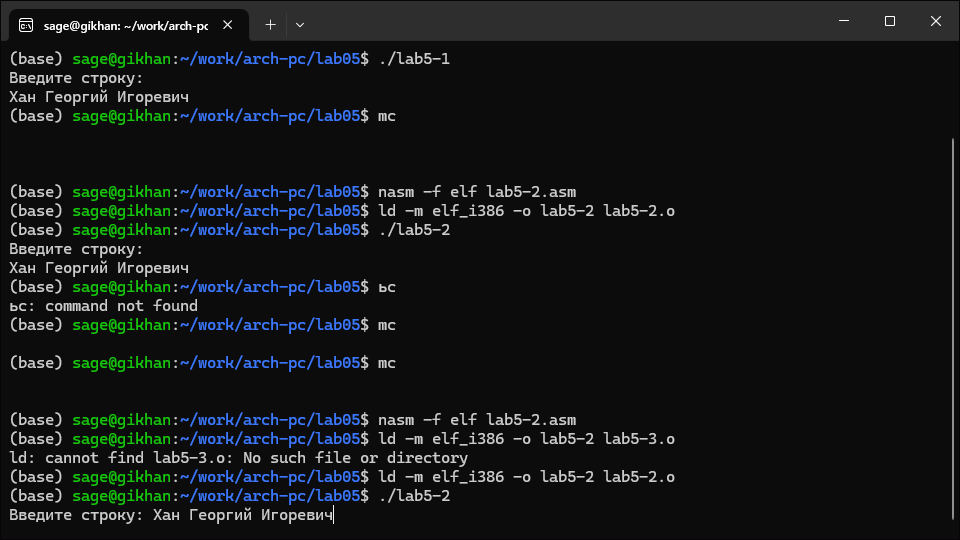 sage@gikhan: ~/work/arch-pc
(base) sage@gikhan:~/work/arch-pc/lab05$ ./lab5-1
Введите строку:
Хан Георгий Игоревич
(base) sage@gikhan:~/work/arch-pc/lab05$ mc
(base) sage@gikhan:~/work/arch-pc/lab05$ nasm -f elf lab5-2.asm
(base) sage@gikhan:~/work/arch-pc/lab05$ ld -m elf_i386 -o lab5-2 lab5-2.o
(base) sage@gikhan:~/work/arch-pc/lab05$ ./lab5-2
Введите строку:
Хан Георгий Игоревич
(base) sage@gikhan:~/work/arch-pc/lab05$ ьс
ьс: command not found
(base) sage@gikhan:~/work/arch-pc/lab05$ mc
(base) sage@gikhan:~/work/arch-pc/lab05$ mc
(base) sage@gikhan:~/work/arch-pc/lab05$ nasm -f elf lab5-2.asm
(base) sage@gikhan:~/work/arch-pc/lab05$ ld -m elf_i386 -o lab5-2 lab5-3.o
ld: cannot find lab5-3.o: No such file or directory
(base) sage@gikhan:~/work/arch-pc/lab05$ ld -m elf_i386 -o lab5-2 lab5-2.o
(base) sage@gikhan:~/work/arch-pc/lab05$ ./lab5-2
Введите строку: Хан Георгий Игоревич